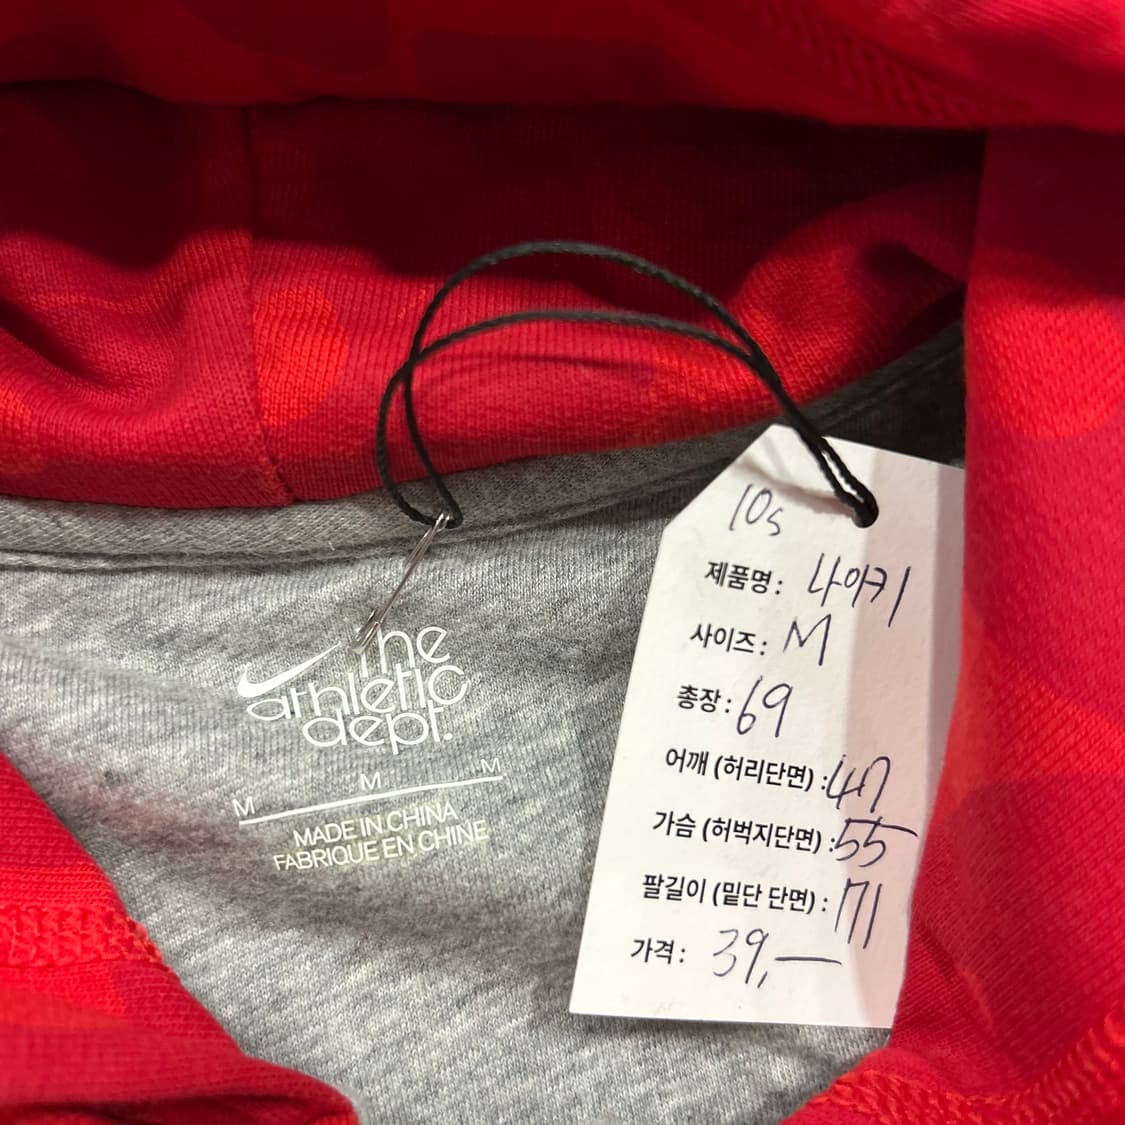 the
athletic
dept.
M M M
MADE IN CHINA
FABRIQUE EN CHINE
10s
제품명: 나이키
사이즈: M
총장: 69
어깨 (허리단면) : 47
가슴 (허벅지단면) : 55
팔길이 (밑단 단면) : 71
가격: 39,—